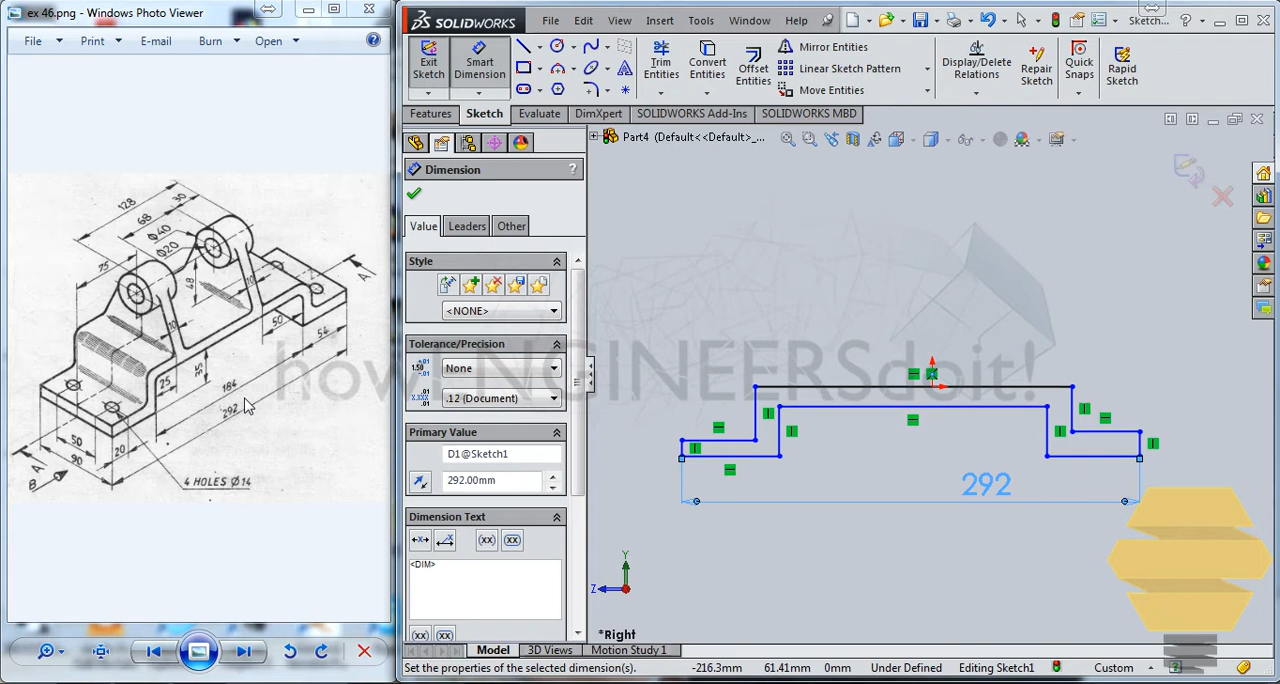 ex 46.png - Windows Photo Viewer
File Print E-mail Burn Open
128
68
30
Ø40
Ø20
75
48
10
10
A
50
54
35
25
184
292
50
90
20
A
B
4 HOLES Ø14
SOLIDWORKS
File Edit View Insert Tools Window Help
Sketch...
Exit Sketch
Smart Dimension
Trim Entities
Convert Entities
Offset Entities
Mirror Entities
Linear Sketch Pattern
Move Entities
Display/Delete Relations
Repair Sketch
Quick Snaps
Rapid Sketch
Features Sketch Evaluate DimXpert SOLIDWORKS Add-Ins SOLIDWORKS MBD
Part4 (Default<<Default>_...
Dimension
?
Value Leaders Other
Style
<NONE>
Tolerance/Precision
None
.12 (Document)
Primary Value
D1@Sketch1
292.00mm
Dimension Text
<DIM>
howENGINEERSdoit!
292
Y
Z
*Right
Model 3D Views Motion Study 1
Set the properties of the selected dimension(s). -216.3mm 61.41mm 0mm Under Defined Editing Sketch1 Custom